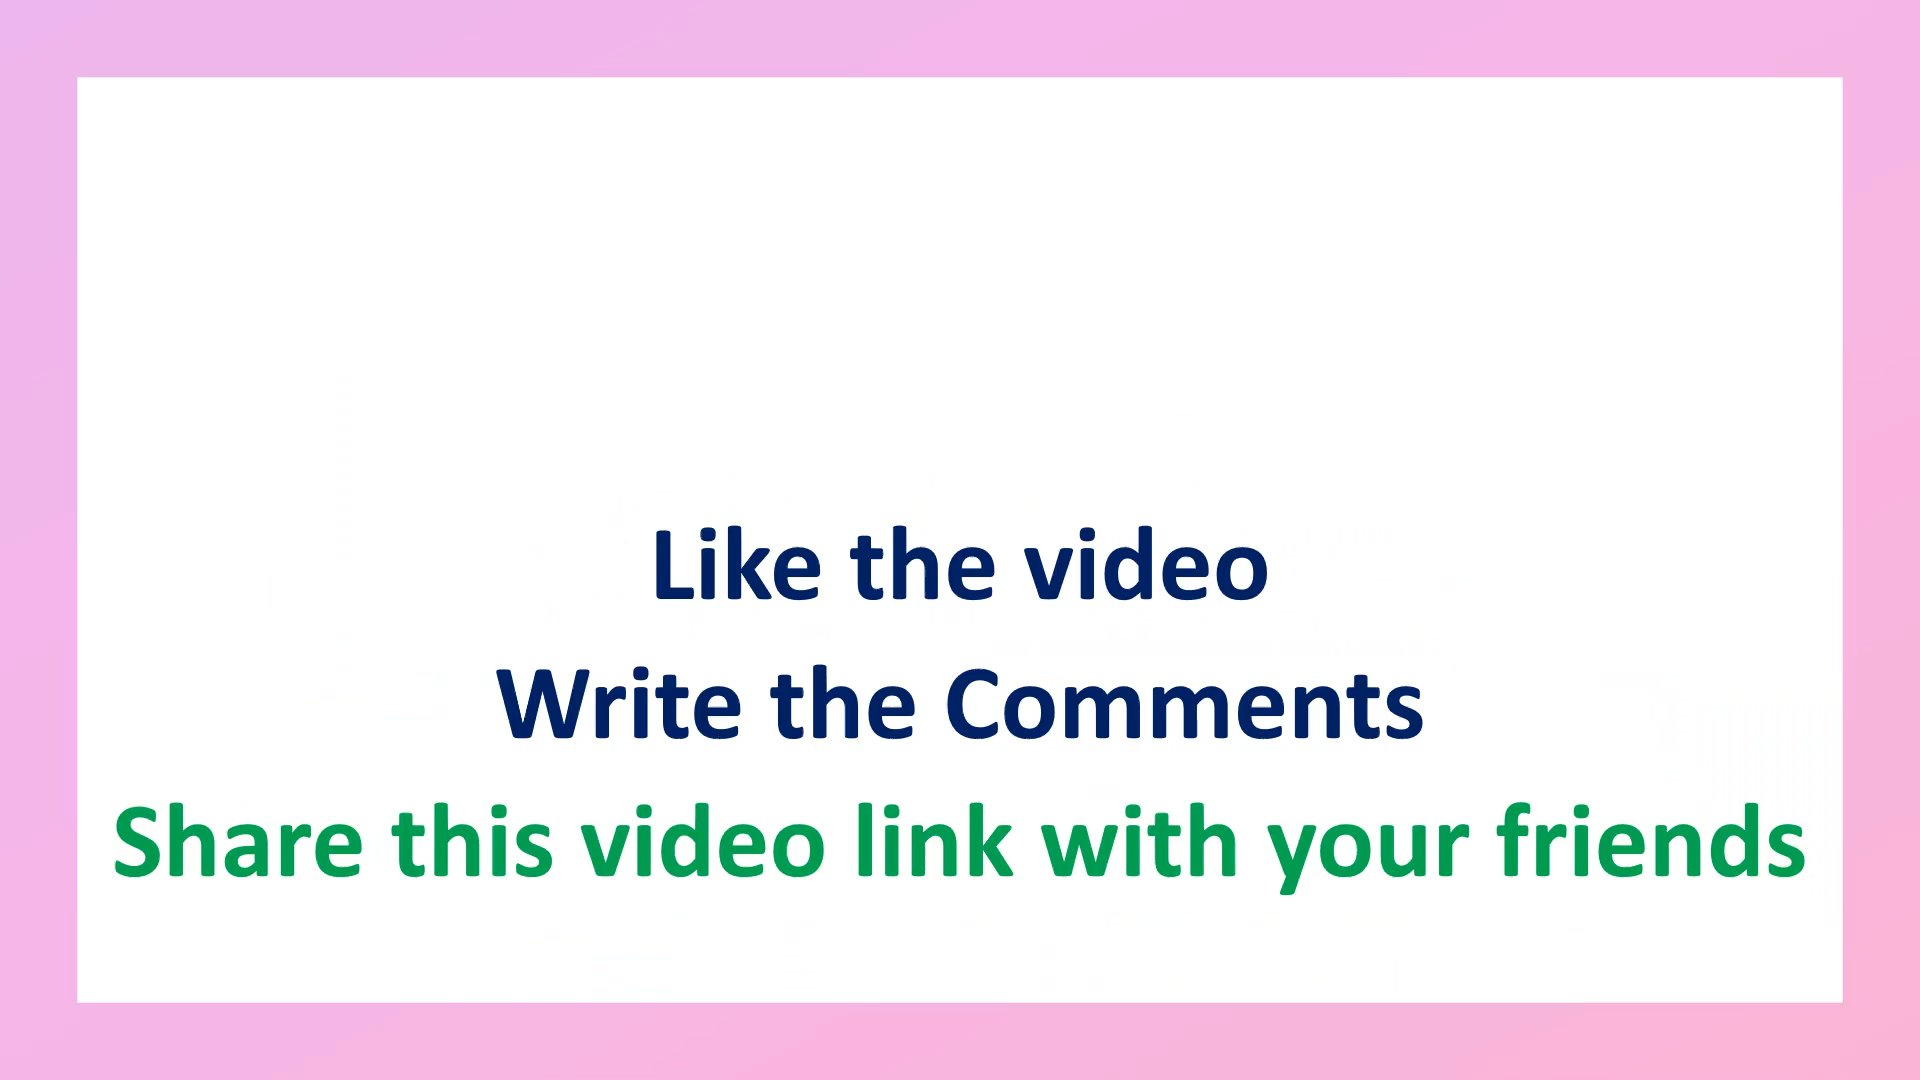 Like the video
Write the Comments
Share this video link with your friends